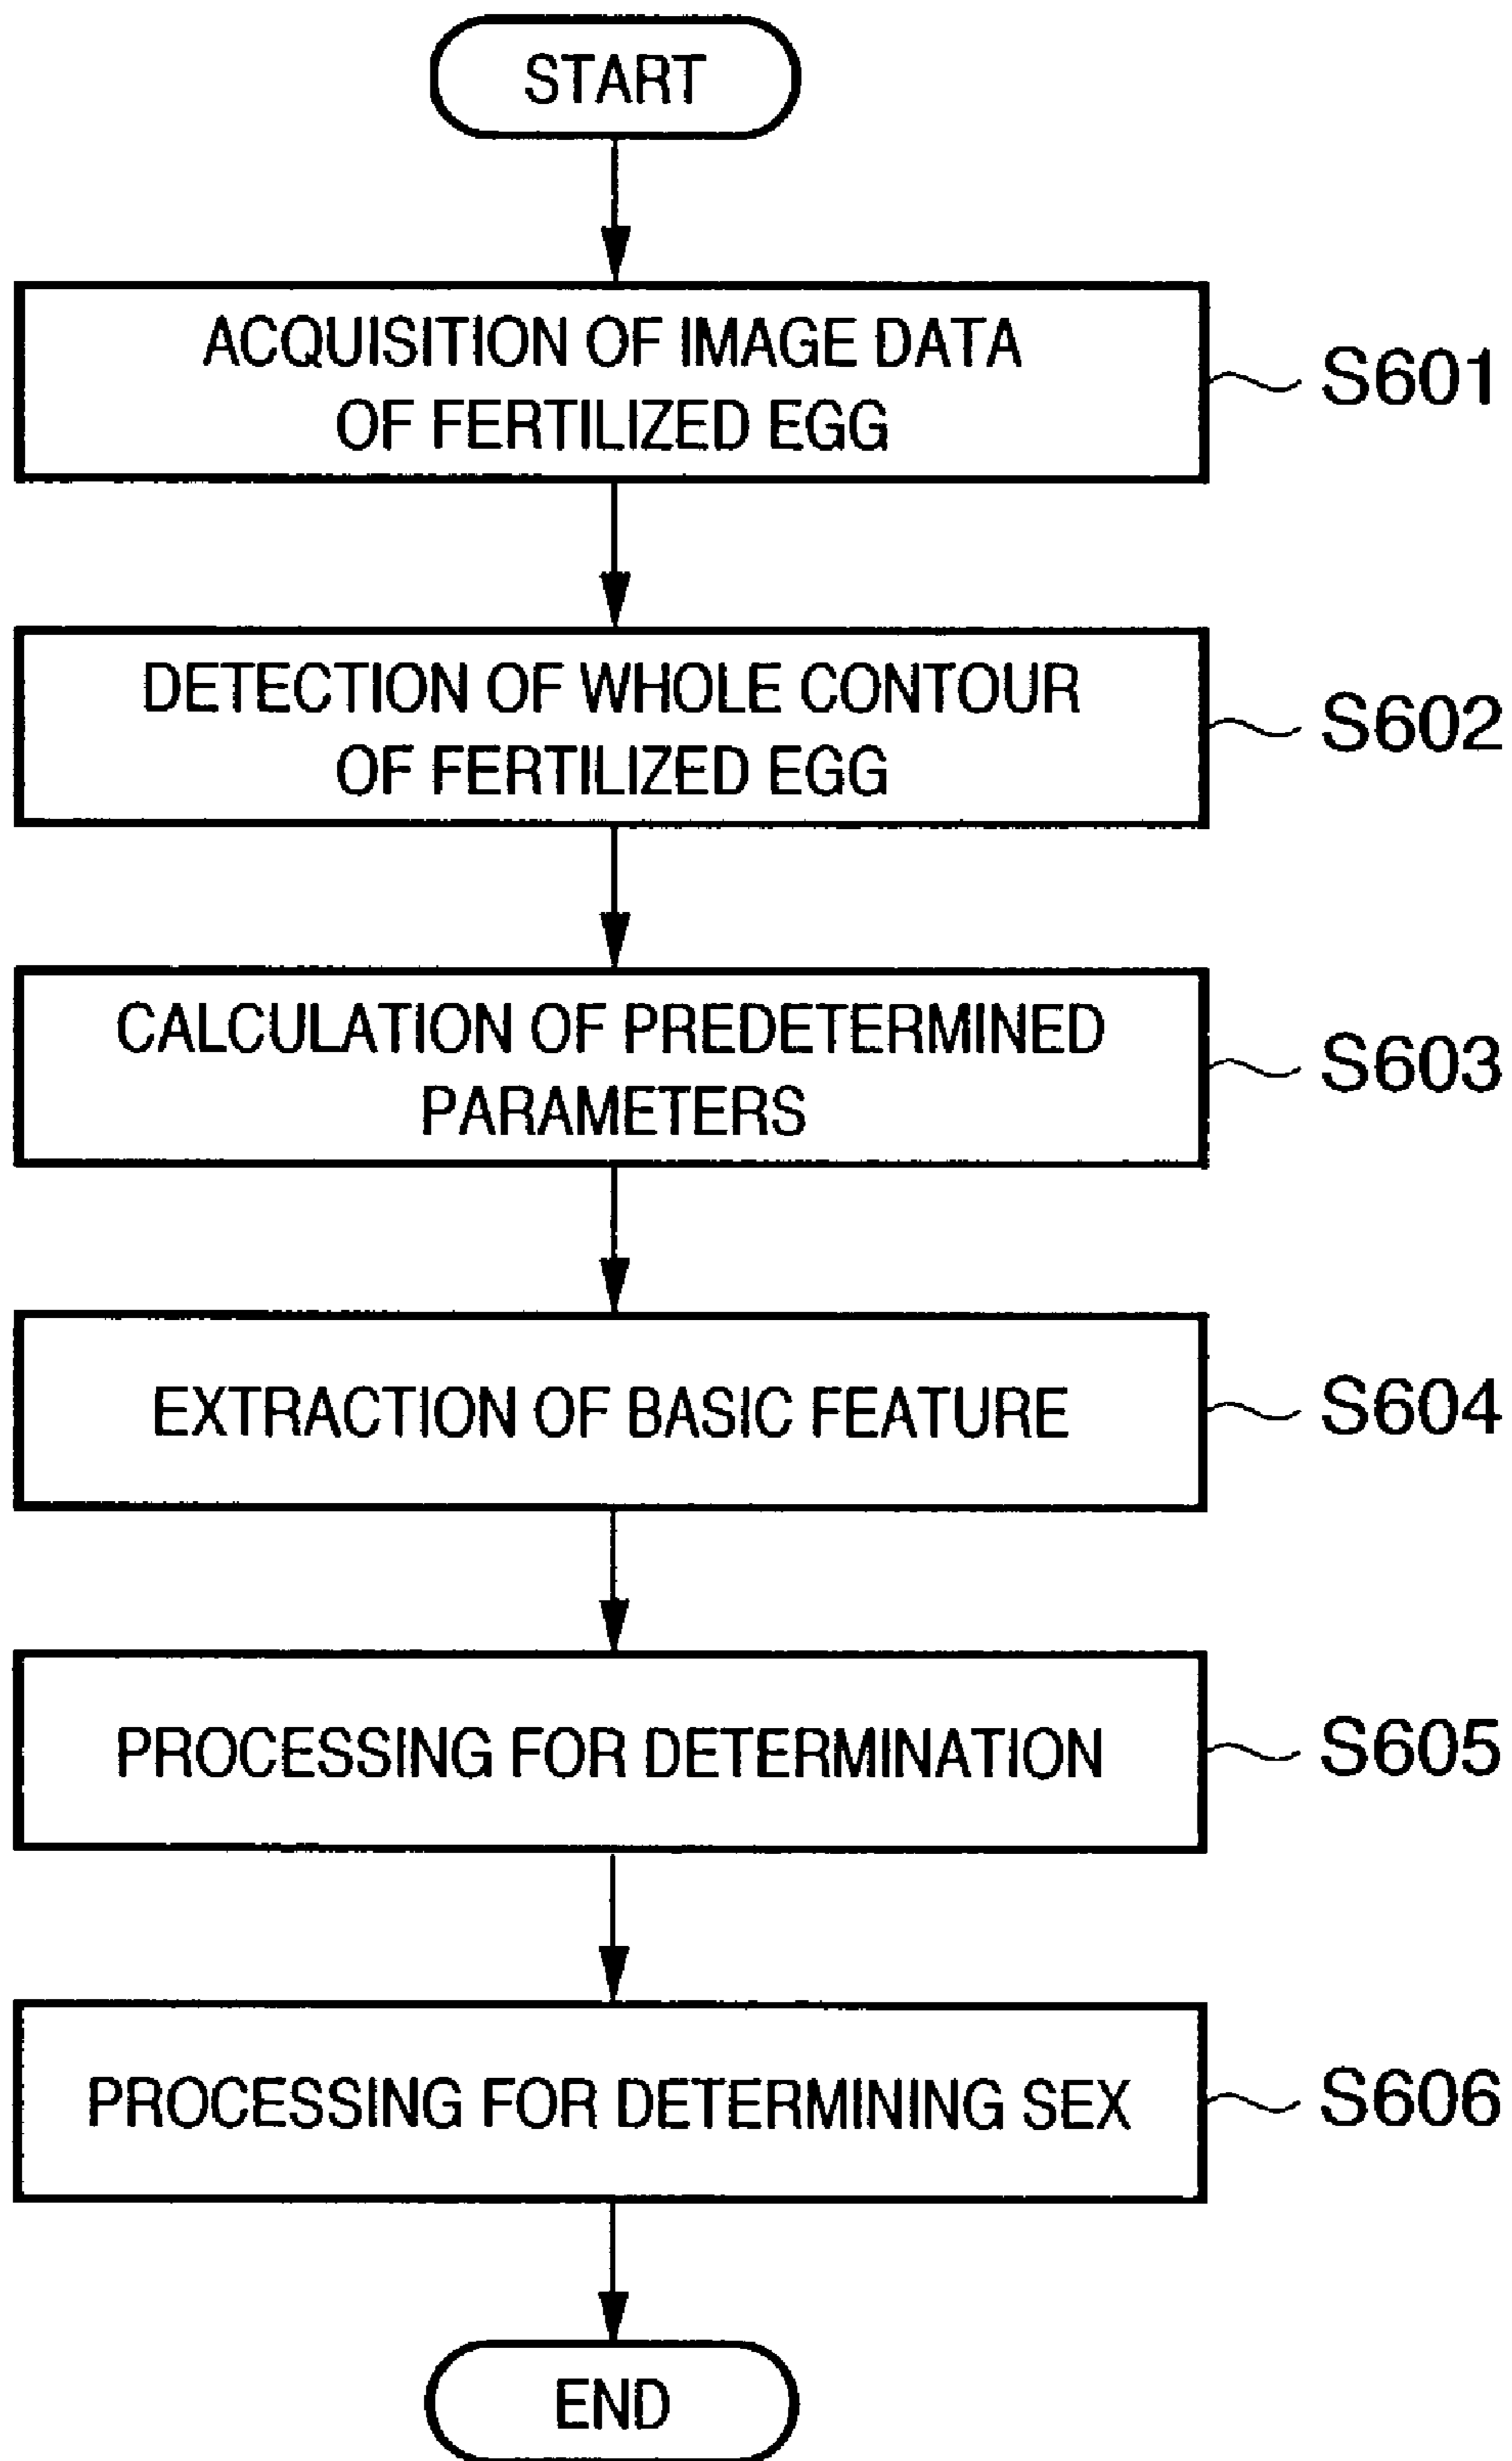 START
ACQUISITION OF IMAGE DATA
OF FERTILIZED EGG
S601
DETECTION OF WHOLE CONTOUR
OF FERTILIZED EGG
S602
CALCULATION OF PREDETERMINED
PARAMETERS
S603
EXTRACTION OF BASIC FEATURE
S604
PROCESSING FOR DETERMINATION
S605
PROCESSING FOR DETERMINING SEX
S606
END